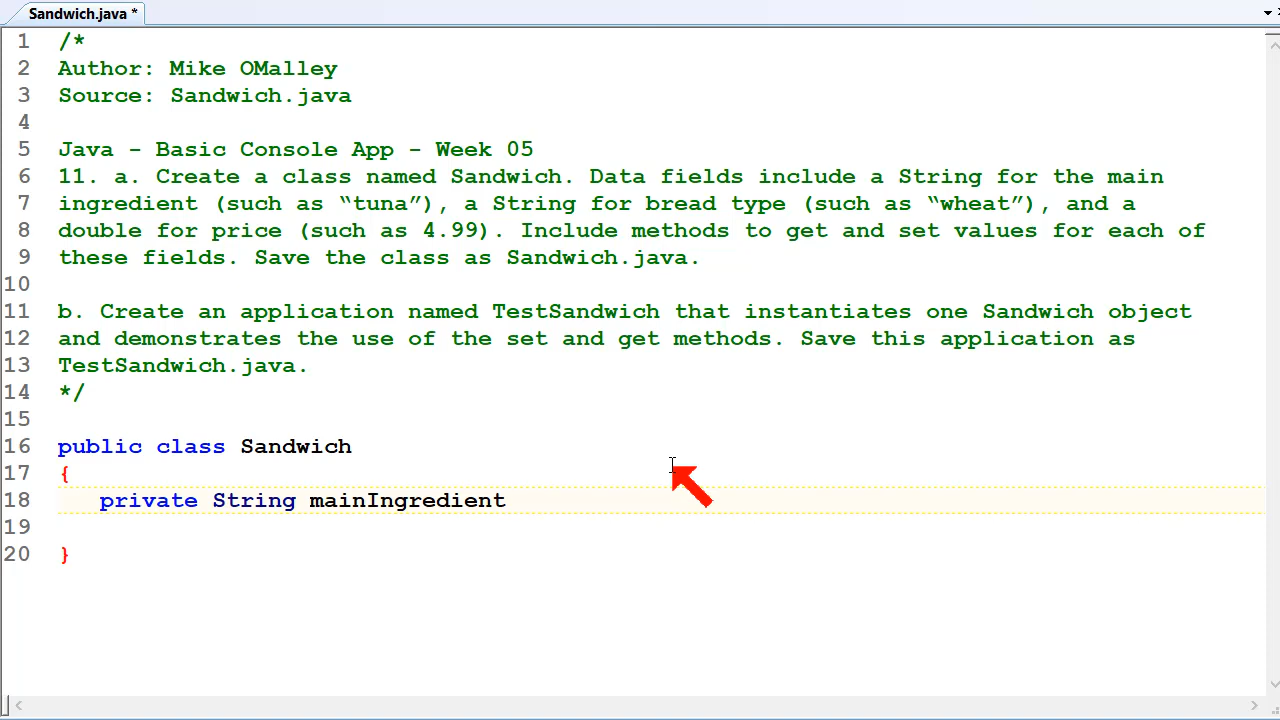 Sandwich.java *
1 /*
2 Author: Mike OMalley
3 Source: Sandwich.java
4
5 Java - Basic Console App - Week 05
6 11. a. Create a class named Sandwich. Data fields include a String for the main
7 ingredient (such as “tuna”), a String for bread type (such as “wheat”), and a
8 double for price (such as 4.99). Include methods to get and set values for each of
9 these fields. Save the class as Sandwich.java.
10
11 b. Create an application named TestSandwich that instantiates one Sandwich object
12 and demonstrates the use of the set and get methods. Save this application as
13 TestSandwich.java.
14 */
15
16 public class Sandwich
17 {
18 private String mainIngredient
19
20 }